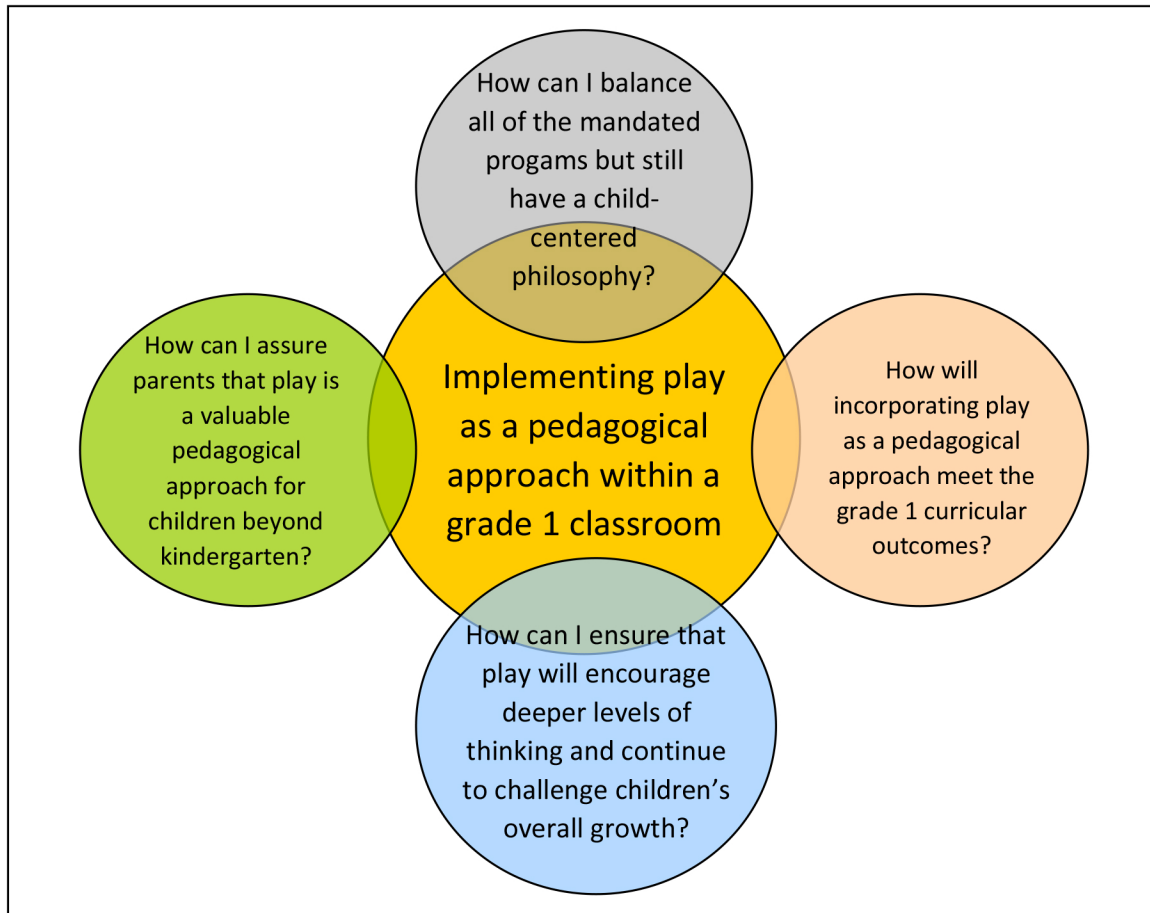 How can I balance
all of the mandated
progams but still
have a child-
centered
philosophy?
How can I assure
parents that play is
a valuable
pedagogical
approach for
children beyond
kindergarten?
Implementing play
as a pedagogical
approach within a
grade 1 classroom
How will
incorporating play
as a pedagogical
approach meet the
grade 1 curricular
outcomes?
How can I ensure that
play will encourage
deeper levels of
thinking and continue
to challenge children’s
overall growth?